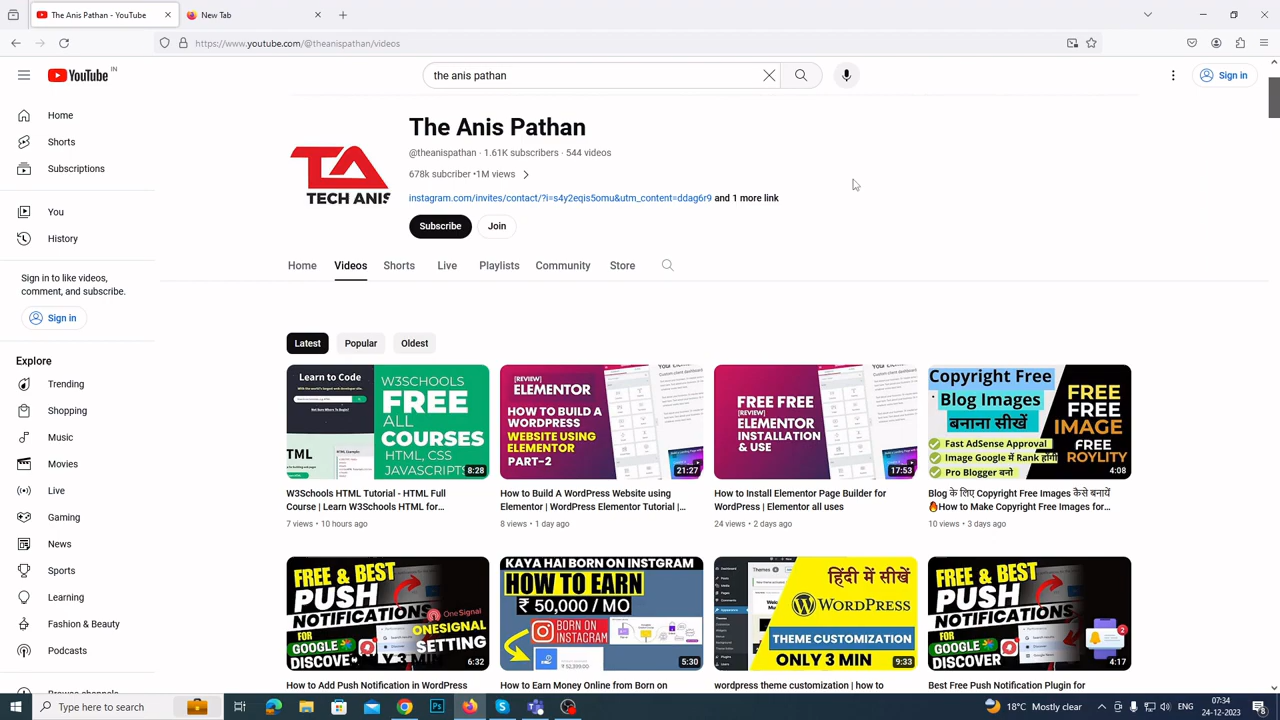 The Anis Pathan - YouTube
New Tab
https://www.youtube.com/@theanispathan/videos
YouTube IN
the anis pathan
Sign in
Home
Shorts
Subscriptions
You
History
Sign in to like videos,
comment, and subscribe.
Sign in
Explore
Trending
Shopping
Music
Movies
Live
Gaming
News
Sports
Learning
Fashion & Beauty
Podcasts
Browse channels
TA
TECH ANIS
The Anis Pathan
@theanispathan · 1.61K subscribers · 544 videos
678k subcriber •1M views
instagram.com/invites/contact/?i=s4y2eqis5omu&utm_content=ddag6r9 and 1 more link
Subscribe
Join
Home Videos Shorts Live Playlists Community Store
Latest Popular Oldest
Learn to Code
W3SCHOOLS
FREE
ALL
COURSES
HTML, CSS
JAVASCRIPT
8:28
W3Schools HTML Tutorial - HTML Full
Course | Learn W3Schools HTML for...
7 views • 10 hours ago
[REVIEW]
ELEMENTOR
HOW TO BUILD A
WORDPRESS
WEBSITE USING
ELEMENTOR
PART-2
21:27
How to Build A WordPress Website using
Elementor | WordPress Elementor Tutorial |...
8 views • 1 day ago
FREE FREE
[REVIEW]
ELEMENTOR
INSTALLATION
& USE
17:53
How to Install Elementor Page Builder for
WordPress | Elementor all uses
24 views • 2 days ago
Copyright Free
Blog Images
बनाना सीखें
Fast AdSense Approval
Image Google में Rank होगी
Pro Blogger बनो
FREE
FREE
IMAGE
FREE
ROYLITY
4:08
Blog के लिए Copyright Free Images कैसे बनायें
🔥How to Make Copyright Free Images for...
10 views • 3 days ago
FREE & BEST
PUSH
NOTIFICATIONS
FOR
GOOGLE
DISCOVER
OneSignal
ONESIGNAL
SETTING
6:32
How to Add Push Notification in WordPress
KAYA HAI BORN ON INSTGRAM
HOW TO EARN
₹ 50,000 / MO
BORN ON
INSTAGRAM
5:30
How to Earn Money Online from Born on
हिंदी में सीखें
WORDPRESS
THEME CUSTOMIZATION
ONLY 3 MIN
9:33
wordpress theme customization | how to
FREE & BEST
PUSH
NOTIFICATIONS
FOR
GOOGLE
DISCOVER
2
4:17
Best Free Push Notification Plugin for
Type here to search
18°C Mostly clear
ENG
07:34
24-12-2023